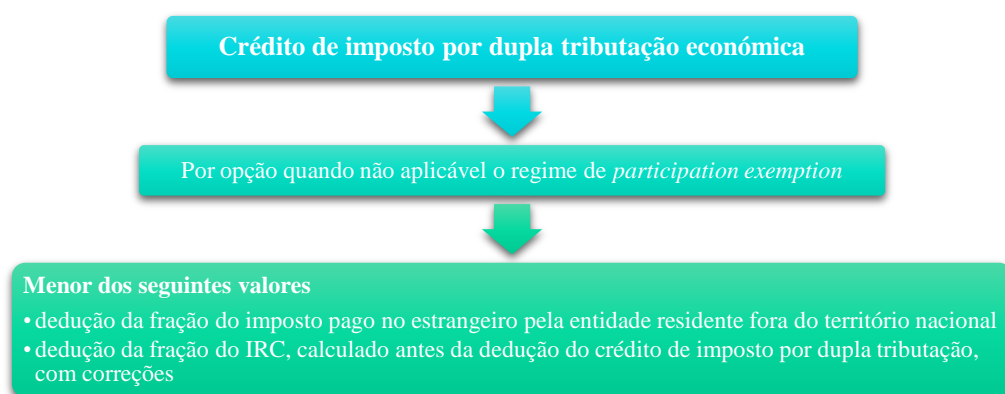 Crédito de imposto por dupla tributação económica
Por opção quando não aplicável o regime de participation exemption
Menor dos seguintes valores
• dedução da fração do imposto pago no estrangeiro pela entidade residente fora do território nacional
• dedução da fração do IRC, calculado antes da dedução do crédito de imposto por dupla tributação,
com correções